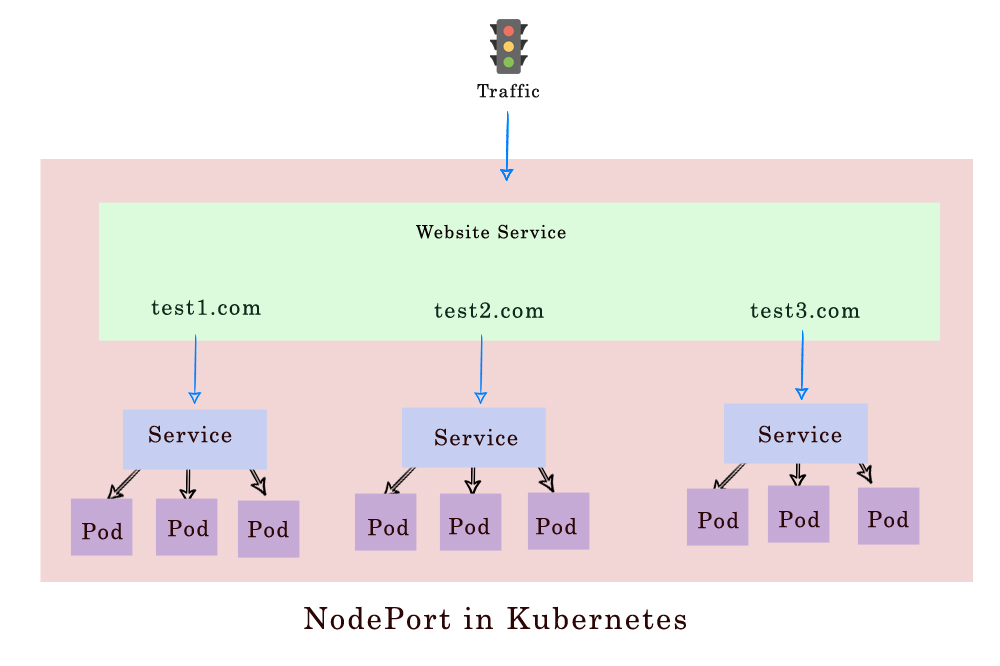 Traffic
Website Service
test1.com
test2.com
test3.com
Service
Service
Service
Pod
Pod
Pod
Pod
Pod
Pod
Pod
Pod
Pod
NodePort in Kubernetes